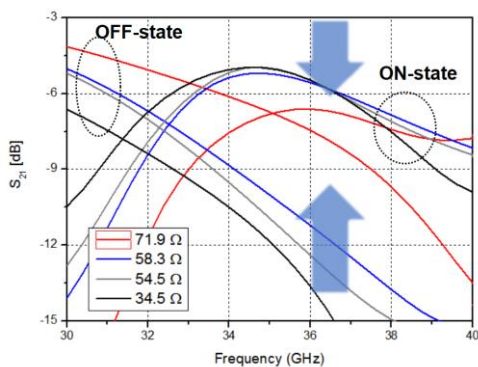 -3
OFF-state
-6
ON-state
S21 [dB]
-9
-12
71.9 Ω
58.3 Ω
54.5 Ω
34.5 Ω
-15
30 32 34 36 38 40
Frequency (GHz)